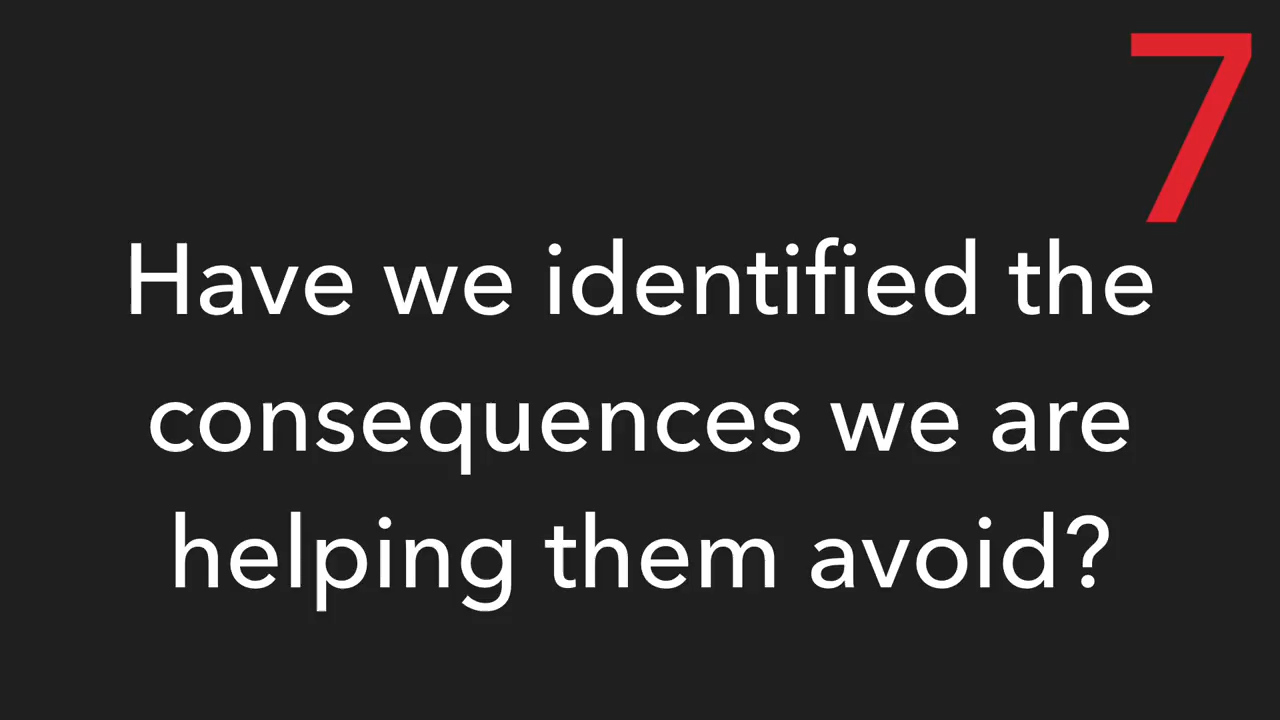 7
Have we identified the
consequences we are
helping them avoid?